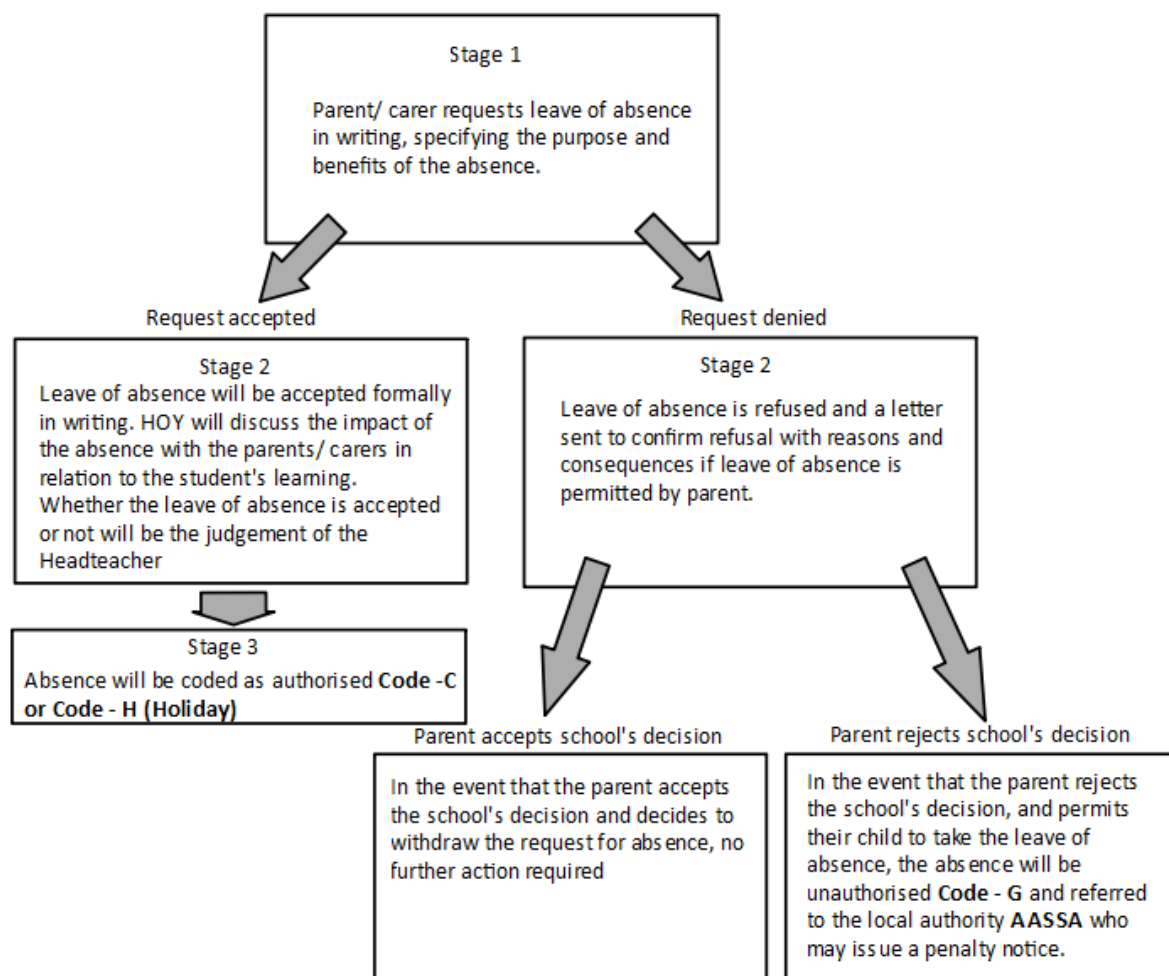 Stage 1
Parent/ carer requests leave of absence
in writing, specifying the purpose and
benefits of the absence.
Request accepted
Stage 2
Leave of absence will be accepted formally
in writing. HOY will discuss the impact of
the absence with the parents/ carers in
relation to the student's learning.
Whether the leave of absence is accepted
or not will be the judgement of the
Headteacher
Stage 3
Absence will be coded as authorised Code -C
or Code - H (Holiday)
Request denied
Stage 2
Leave of absence is refused and a letter
sent to confirm refusal with reasons and
consequences if leave of absence is
permitted by parent.
Parent accepts school's decision
In the event that the parent accepts
the school's decision and decides to
withdraw the request for absence, no
further action required
Parent rejects school's decision
In the event that the parent rejects
the school's decision, and permits
their child to take the leave of
absence, the absence will be
unauthorised Code - G and referred
to the local authority AASSA who
may issue a penalty notice.